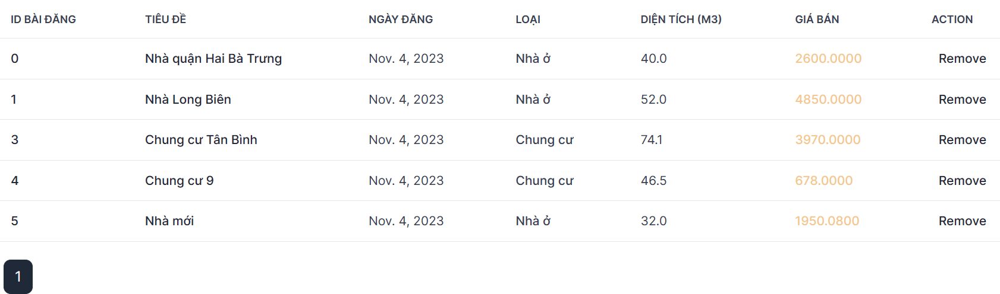 ID BÀI ĐĂNG TIÊU ĐỀ NGÀY ĐĂNG LOẠI DIỆN TÍCH (M3) GIÁ BÁN ACTION
0 Nhà quận Hai Bà Trưng Nov. 4, 2023 Nhà ở 40.0 2600.0000 Remove
1 Nhà Long Biên Nov. 4, 2023 Nhà ở 52.0 4850.0000 Remove
3 Chung cư Tân Bình Nov. 4, 2023 Chung cư 74.1 3970.0000 Remove
4 Chung cư 9 Nov. 4, 2023 Chung cư 46.5 678.0000 Remove
5 Nhà mới Nov. 4, 2023 Nhà ở 32.0 1950.0800 Remove
1